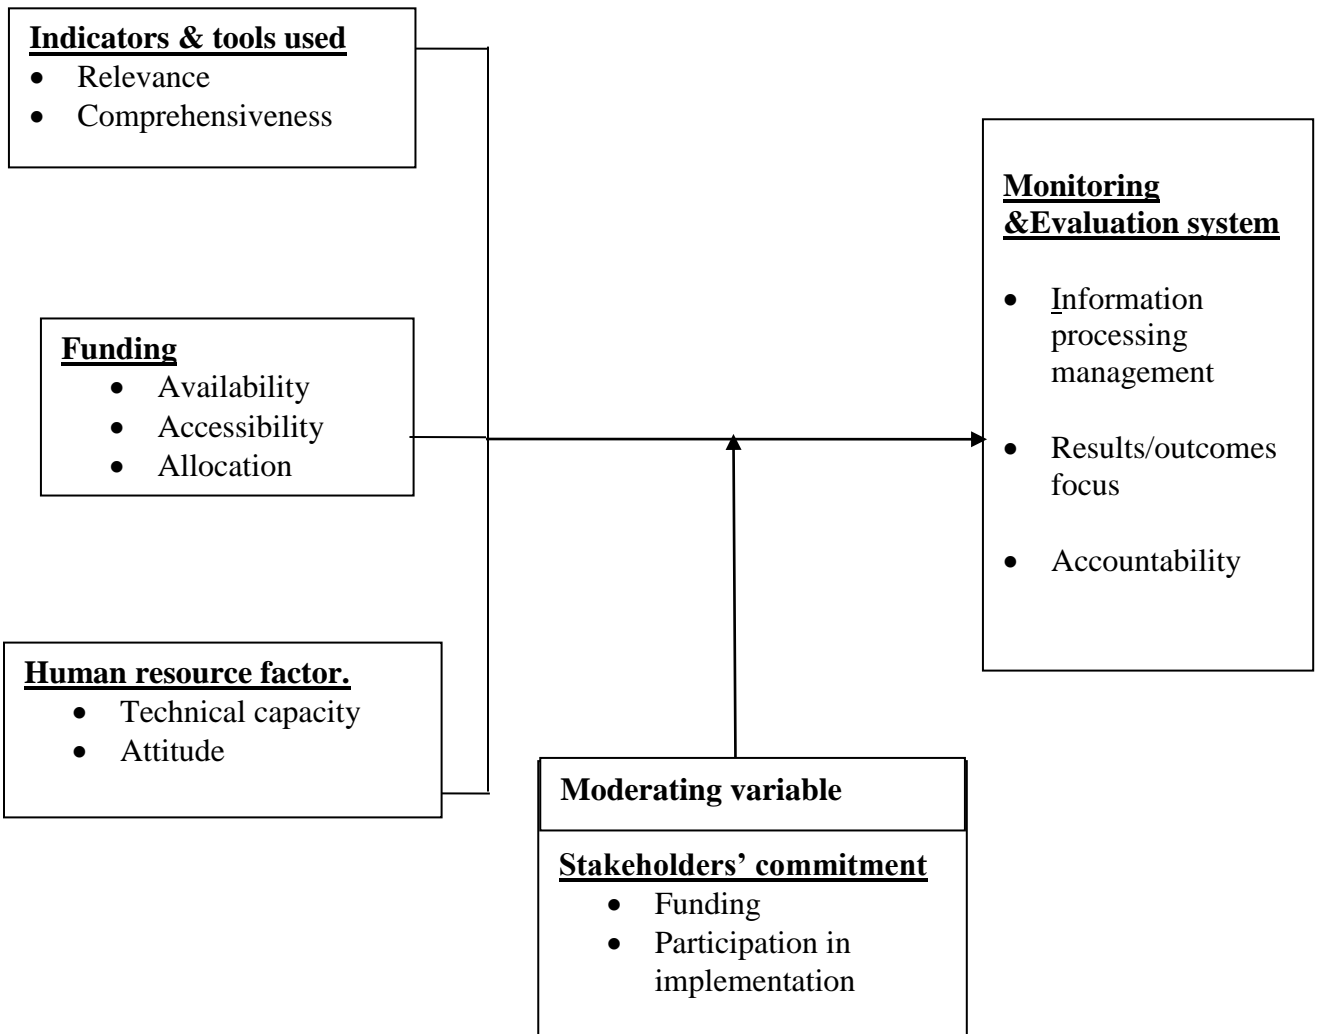 Indicators & tools used
• Relevance
• Comprehensiveness
Funding
• Availability
• Accessibility
• Allocation
Human resource factor.
• Technical capacity
• Attitude
Monitoring
&Evaluation system
• Information
processing
management
• Results/outcomes
focus
• Accountability
Moderating variable
Stakeholders’ commitment
• Funding
• Participation in
implementation